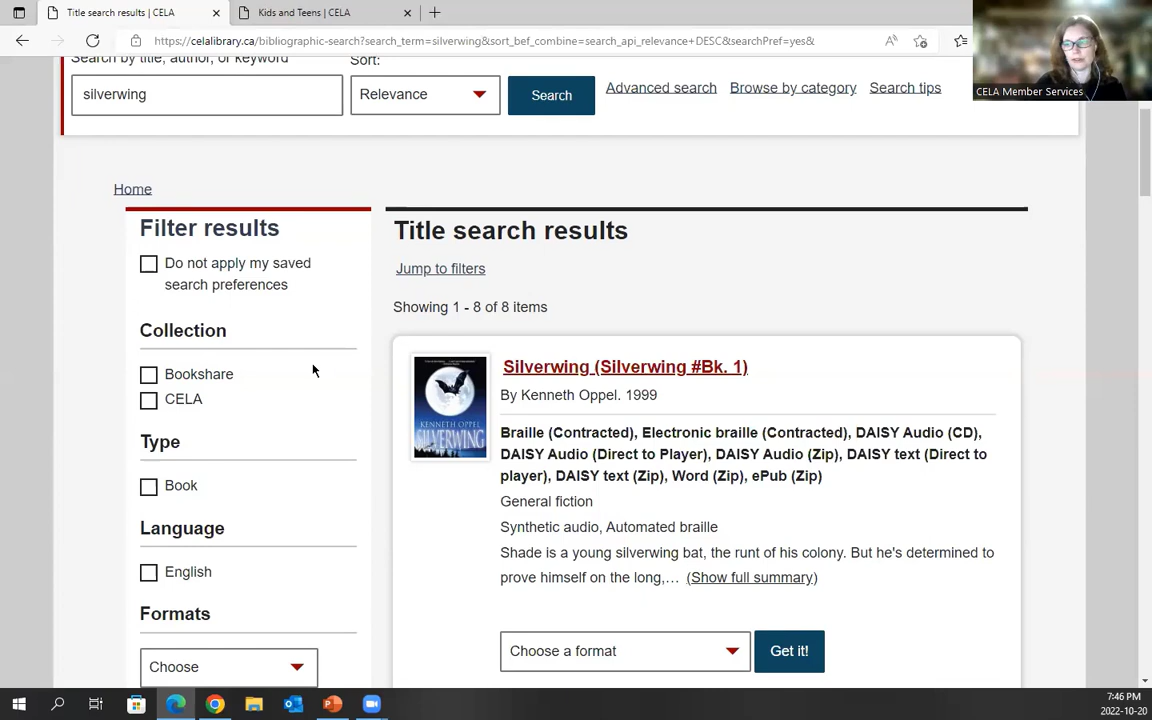 Title search results | CELA
Kids and Teens | CELA
https://celalibrary.ca/bibliographic-search?search_term=silverwing&sort_bef_combine=search_api_relevance+DESC&searchPref=yes&
CELA Member Services
Search by title, author, or keyword
Sort:
silverwing
Relevance
Search
Advanced search
Browse by category
Search tips
Home
Filter results
Do not apply my saved
search preferences
Collection
Bookshare
CELA
Type
Book
Language
English
Formats
Choose
Title search results
Jump to filters
Showing 1 - 8 of 8 items
KENNETH OPPEL
SILVERWING
Silverwing (Silverwing #Bk. 1)
By Kenneth Oppel. 1999
Braille (Contracted), Electronic braille (Contracted), DAISY Audio (CD),
DAISY Audio (Direct to Player), DAISY Audio (Zip), DAISY text (Direct to
player), DAISY text (Zip), Word (Zip), ePub (Zip)
General fiction
Synthetic audio, Automated braille
Shade is a young silverwing bat, the runt of his colony. But he's determined to
prove himself on the long,… (Show full summary)
Choose a format
Get it!
7:46 PM
2022-10-20